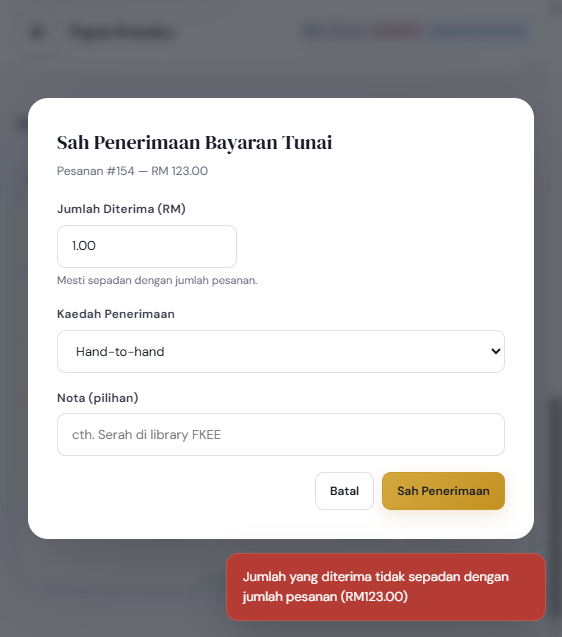 Sah Penerimaan Bayaran Tunai
Pesanan #154 — RM 123.00
Jumlah Diterima (RM)
1.00
Mesti sepadan dengan jumlah pesanan.
Kaedah Penerimaan
Hand-to-hand
Nota (pilihan)
cth. Serah di library FKEE
Batal
Sah Penerimaan
Jumlah yang diterima tidak sepadan dengan
jumlah pesanan (RM123.00)